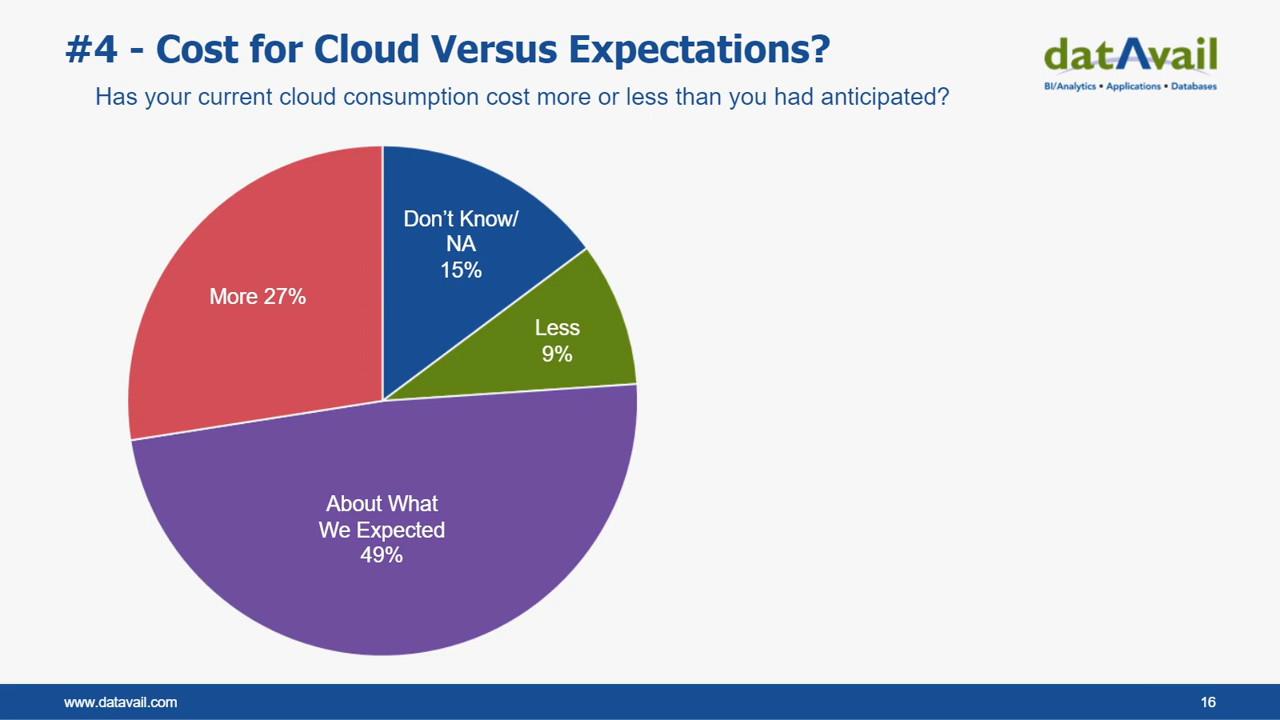 #4 - Cost for Cloud Versus Expectations?
Has your current cloud consumption cost more or less than you had anticipated?
datAvail
BI/Analytics • Applications • Databases
Don’t Know/
NA
15%
More 27%
Less
9%
About What
We Expected
49%
www.datavail.com
16